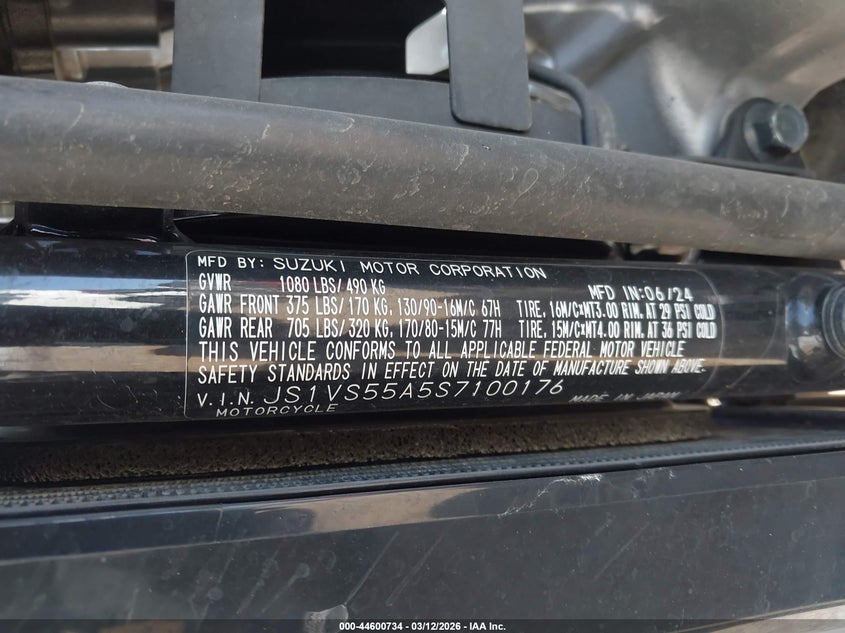 MFD BY: SUZUKI MOTOR CORPORATION
GVWR 1080 LBS/ 490 KG MFD IN:06/24
GAWR FRONT 375 LBS/ 170 KG, 130/90-16M/C 67H TIRE, 16M/C×MT3.00 RIM, AT 29 PSI COLD
GAWR REAR 705 LBS/ 320 KG, 170/80-15M/C 77H TIRE, 15M/C×MT4.00 RIM, AT 36 PSI COLD
THIS VEHICLE CONFORMS TO ALL APPLICABLE FEDERAL MOTOR VEHICLE
SAFETY STANDARDS IN EFFECT ON THE DATE OF MANUFACTURE SHOWN ABOVE.
V.I.N. JS1VS55A5S7100176 MADE IN JAPAN
MOTORCYCLE
000-44600734 - 03/12/2026 - IAA Inc.